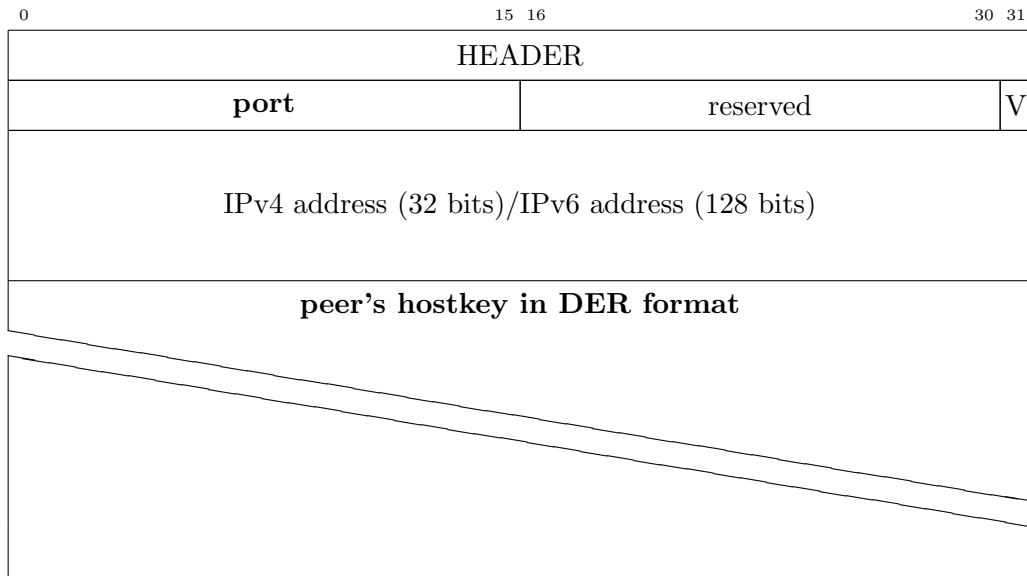 0 15 16 30 31
HEADER
port reserved V
IPv4 address (32 bits)/IPv6 address (128 bits)
peer's hostkey in DER format